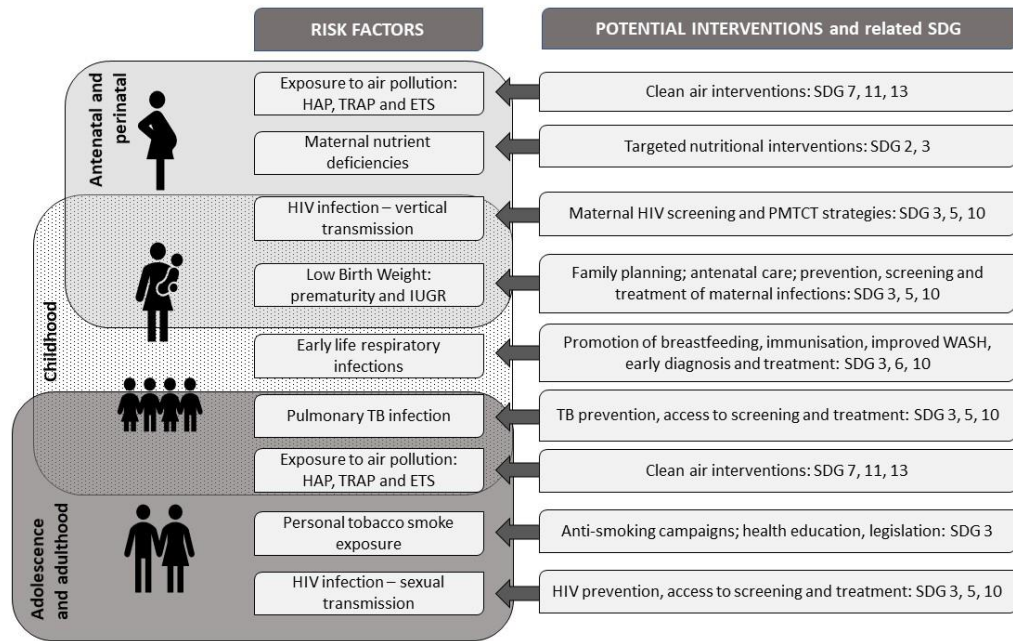 RISK FACTORS
POTENTIAL INTERVENTIONS and related SDG
Antenatal and
perinatal
Exposure to air pollution:
HAP, TRAP and ETS
Clean air interventions: SDG 7, 11, 13
Maternal nutrient
deficiencies
Targeted nutritional interventions: SDG 2, 3
HIV infection – vertical
transmission
Maternal HIV screening and PMTCT strategies: SDG 3, 5, 10
Low Birth Weight:
prematurity and IUGR
Family planning; antenatal care; prevention, screening and
treatment of maternal infections: SDG 3, 5, 10
Childhood
Early life respiratory
infections
Promotion of breastfeeding, immunisation, improved WASH,
early diagnosis and treatment: SDG 3, 6, 10
Pulmonary TB infection
TB prevention, access to screening and treatment: SDG 3, 5, 10
Exposure to air pollution:
HAP, TRAP and ETS
Clean air interventions: SDG 7, 11, 13
Adolescence
and adulthood
Personal tobacco smoke
exposure
Anti-smoking campaigns; health education, legislation: SDG 3
HIV infection – sexual
transmission
HIV prevention, access to screening and treatment: SDG 3, 5, 10